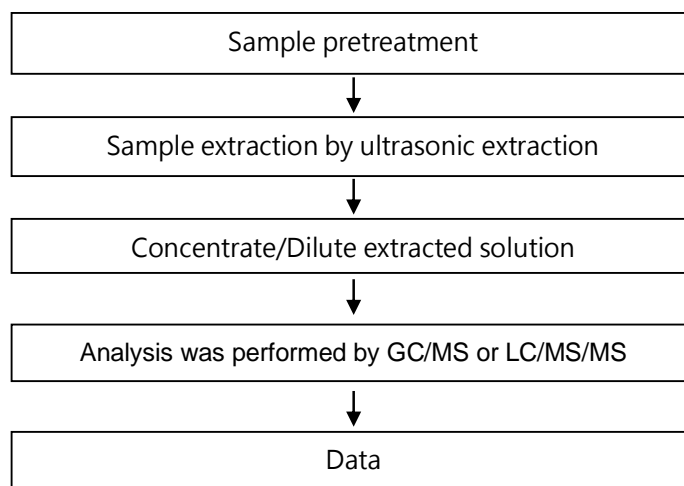 Sample pretreatment
Sample extraction by ultrasonic extraction
Concentrate/Dilute extracted solution
Analysis was performed by GC/MS or LC/MS/MS
Data